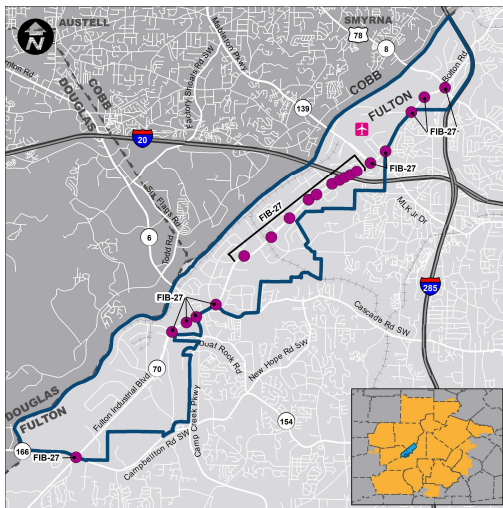 AUSTELL
SMYRNA
N
78
8
COBB
FULTON
Bolton Rd
Mableton Pkwy
Factory Shoals Rd SW
COBB
DOUGLAS
139
20
FIB-27
FIB-27
FIB-27
Six Flags Rd
MLK Jr Dr
6
Todd Rd
285
FIB-27
Cascade Rd SW
70
New Hope Rd SW
Fulton Industrial Blvd
Camp Creek Pkwy
154
DOUGLAS
FULTON
166
FIB-27
Campbellton Rd SW